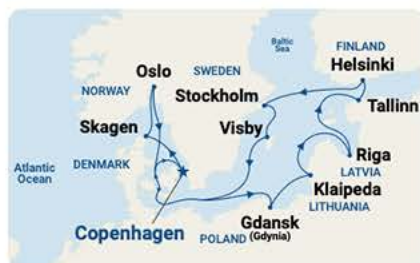 Baltic
Sea
FINLAND
Helsinki
Oslo
SWEDEN
NORWAY
Stockholm
Tallinn
Skagen
Visby
Riga
Atlantic
Ocean
DENMARK
LATVIA
Klaipeda
LITHUANIA
Copenhagen
Gdansk
(Gdynia)
POLAND